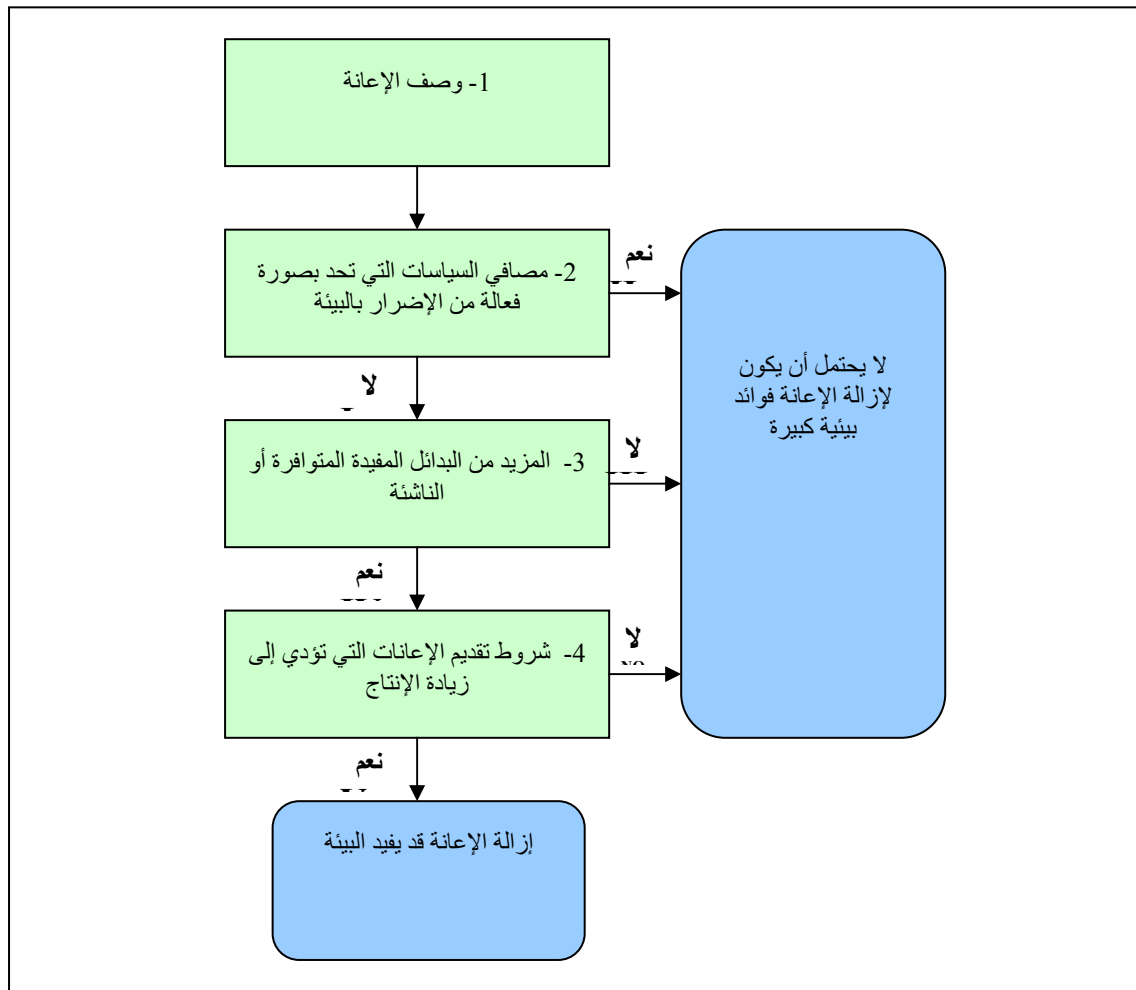 1- وصف الإعانة
2- مصافي السياسات التي تحد بصورة
فعالة من الإضرار بالبيئة
نعم
لا يحتمل أن يكون
لإزالة الإعانة فوائد
بيئية كبيرة
لا
3- المزيد من البدائل المفيدة المتوافرة أو
الناشئة
لا
نعم
4- شروط تقديم الإعانات التي تؤدي إلى
زيادة الإنتاج
لا
نعم
إزالة الإعانة قد يفيد البيئة